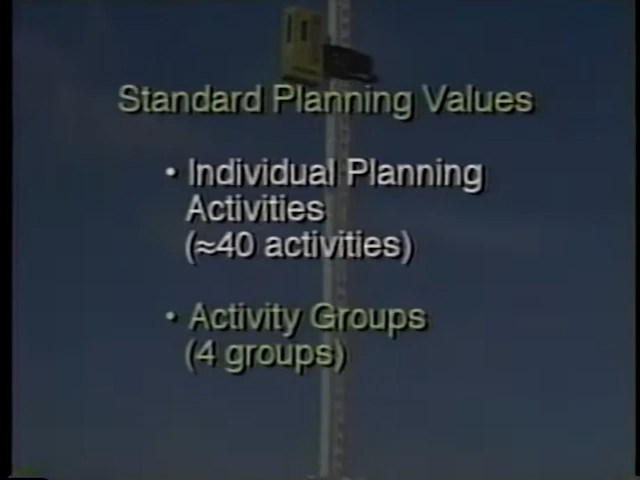 Standard Planning Values
• Individual Planning
Activities
(≈40 activities)
• Activity Groups
(4 groups)